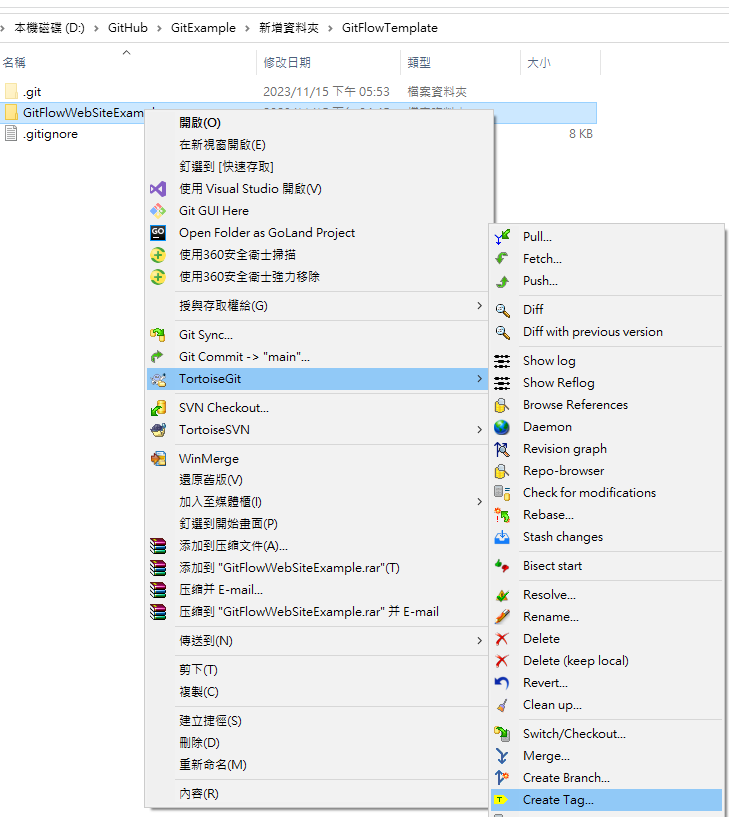 本機磁碟 (D:) › GitHub › GitExample › 新增資料夾 › GitFlowTemplate
名稱 修改日期 類型 大小
.git 2023/11/15 下午 05:53 檔案資料夾
GitFlowWebSiteExam
.gitignore 8 KB
開啟(O)
在新視窗開啟(E)
釘選到 [快速存取]
使用 Visual Studio 開啟(V)
Git GUI Here
Open Folder as GoLand Project
使用360安全衛士掃描
使用360安全衛士強力移除
授與存取權給(G)
Git Sync...
Git Commit -> "main"...
TortoiseGit
SVN Checkout...
TortoiseSVN
WinMerge
還原舊版(V)
加入至媒體櫃(I)
釘選到開始畫面(P)
添加到压缩文件(A)...
添加到 "GitFlowWebSiteExample.rar"(T)
压缩并 E-mail...
压缩到 "GitFlowWebSiteExample.rar" 并 E-mail
傳送到(N)
剪下(T)
複製(C)
建立捷徑(S)
刪除(D)
重新命名(M)
內容(R)
Pull...
Fetch...
Push...
Diff
Diff with previous version
Show log
Show Reflog
Browse References
Daemon
Revision graph
Repo-browser
Check for modifications
Rebase...
Stash changes
Bisect start
Resolve...
Rename...
Delete
Delete (keep local)
Revert...
Clean up...
Switch/Checkout...
Merge...
Create Branch...
Create Tag...